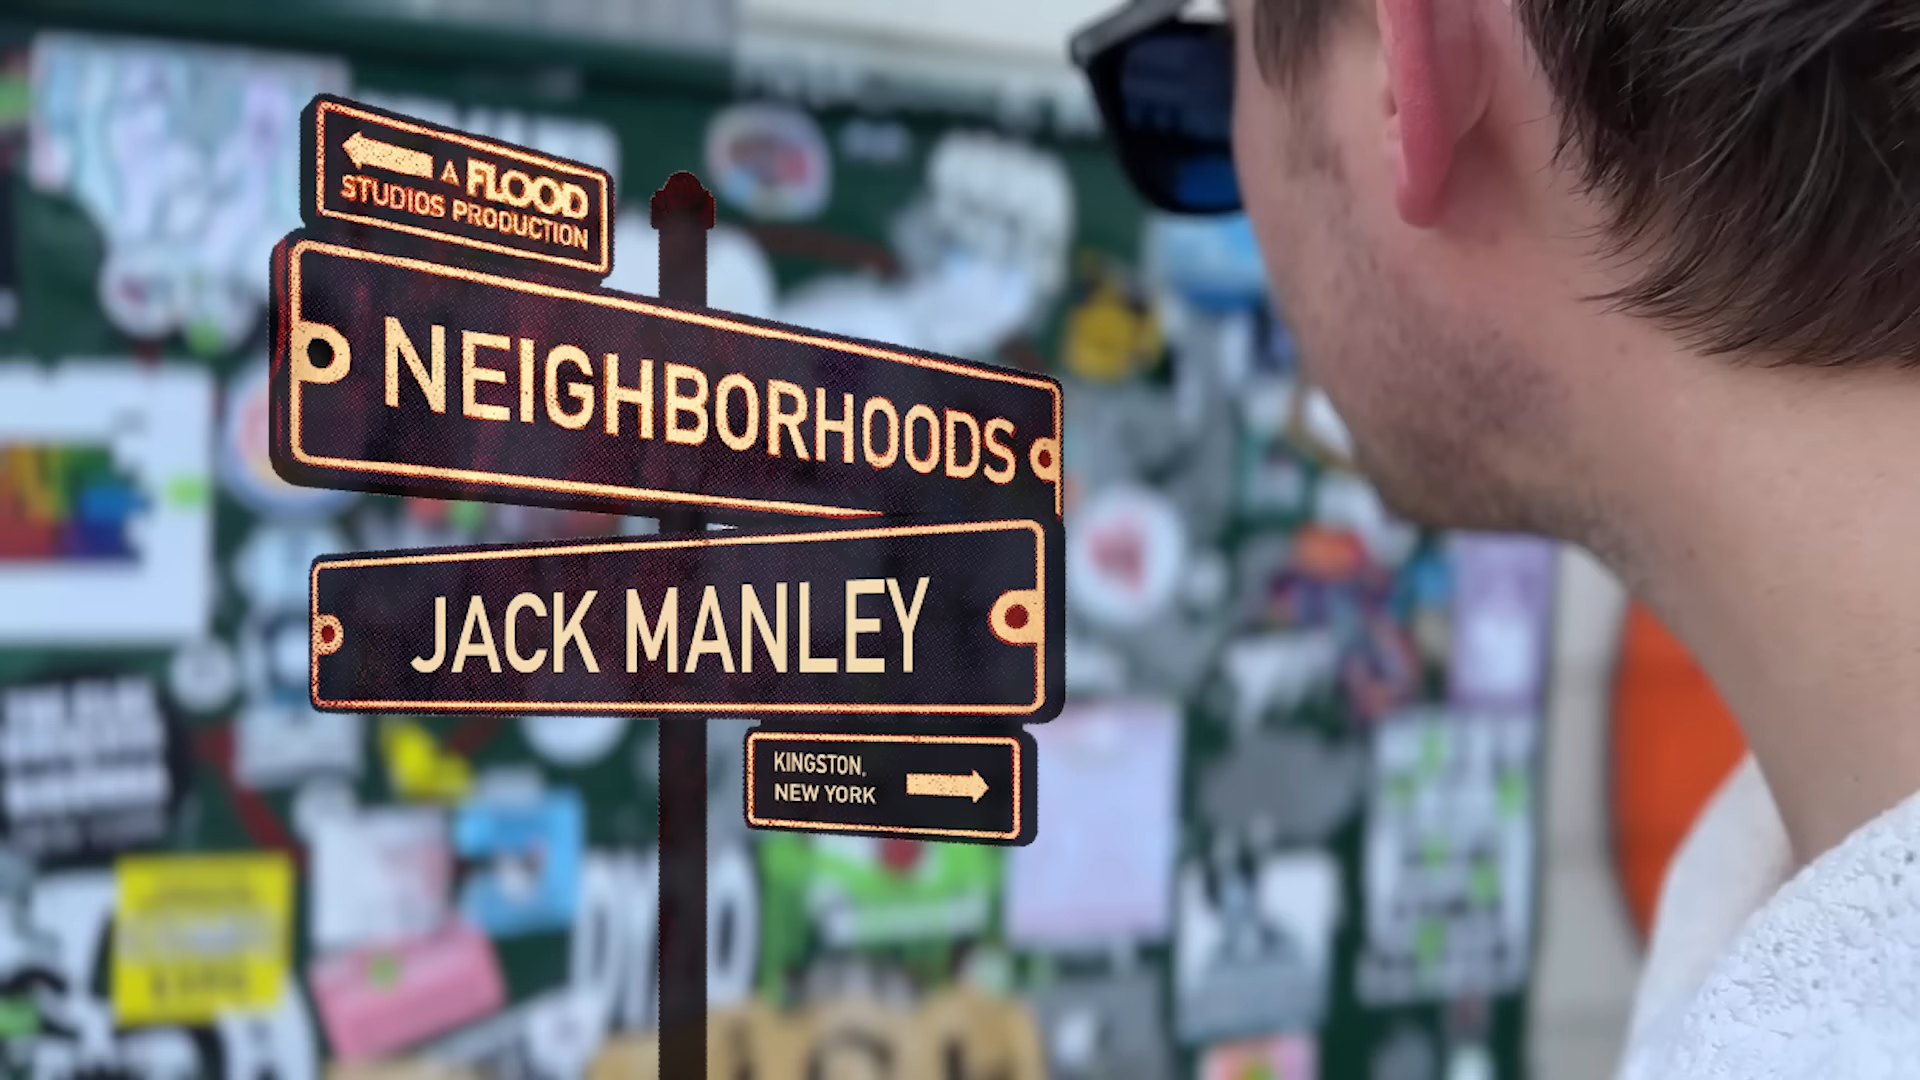 A FLOOD
STUDIOS PRODUCTION
NEIGHBORHOODS
JACK MANLEY
KINGSTON,
NEW YORK